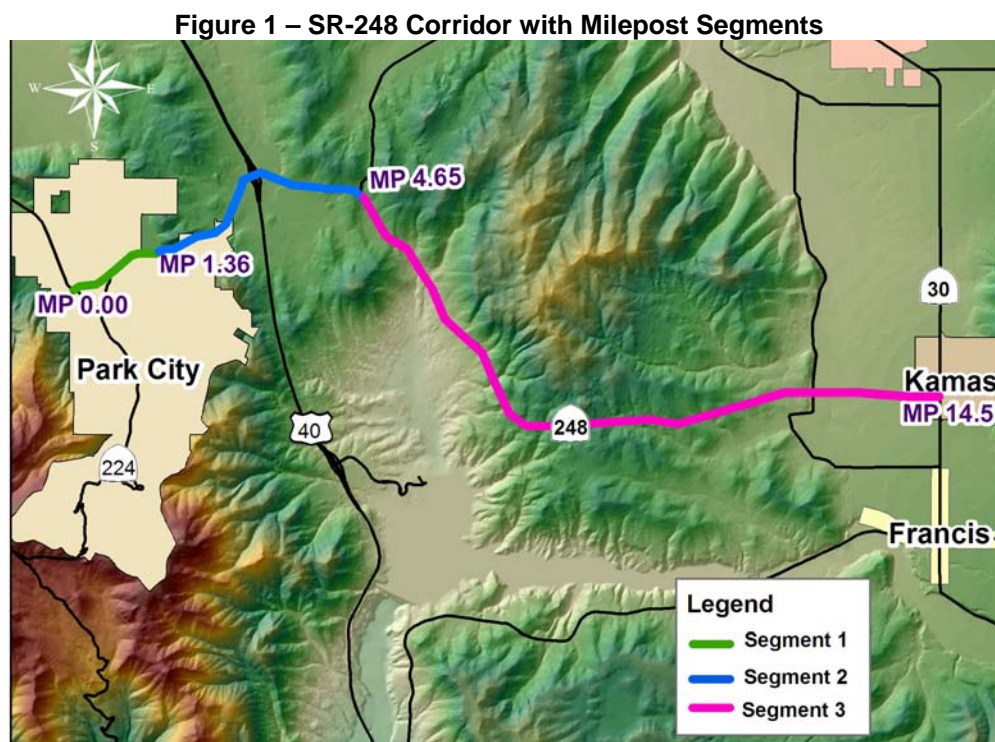 Figure 1 – SR-248 Corridor with Milepost Segments
N
W E
S
MP 4.65
MP 1.36
MP 0.00
30
Park City
Kamas
MP 14.5
40
248
224
Francis
Legend
Segment 1
Segment 2
Segment 3